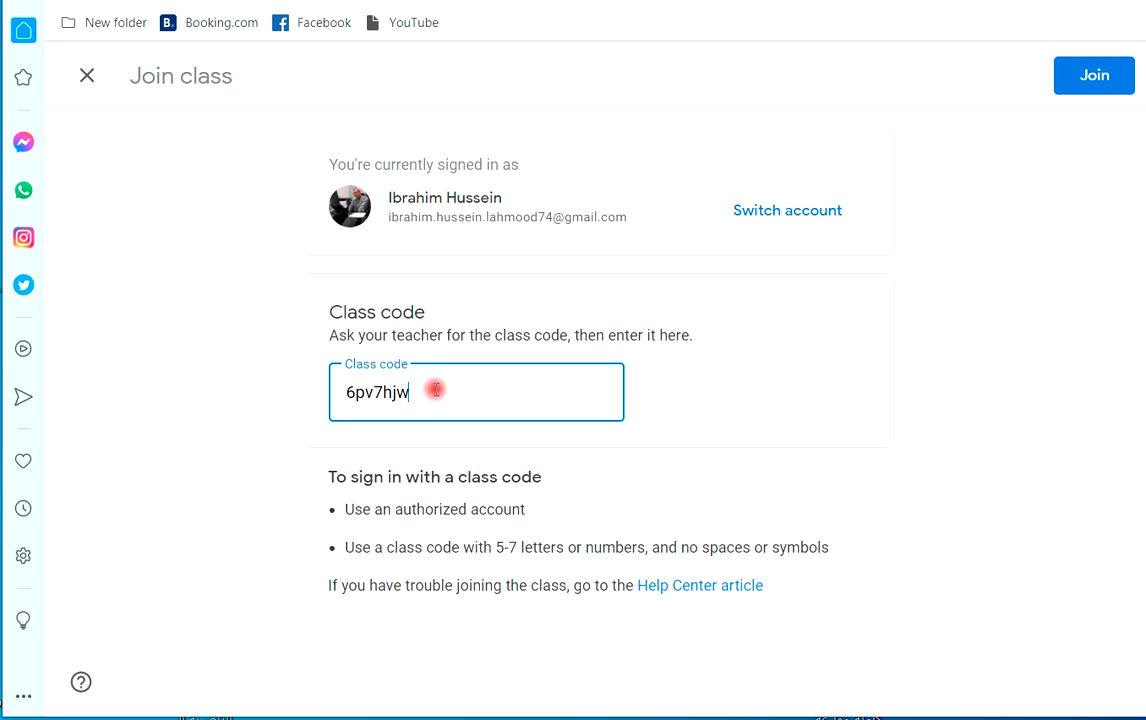 New folder
B. Booking.com
Facebook
YouTube
Join class
Join
You're currently signed in as
Ibrahim Hussein
ibrahim.hussein.lahmood74@gmail.com
Switch account
Class code
Ask your teacher for the class code, then enter it here.
Class code
6pv7hjw
To sign in with a class code
• Use an authorized account
• Use a class code with 5-7 letters or numbers, and no spaces or symbols
If you have trouble joining the class, go to the Help Center article